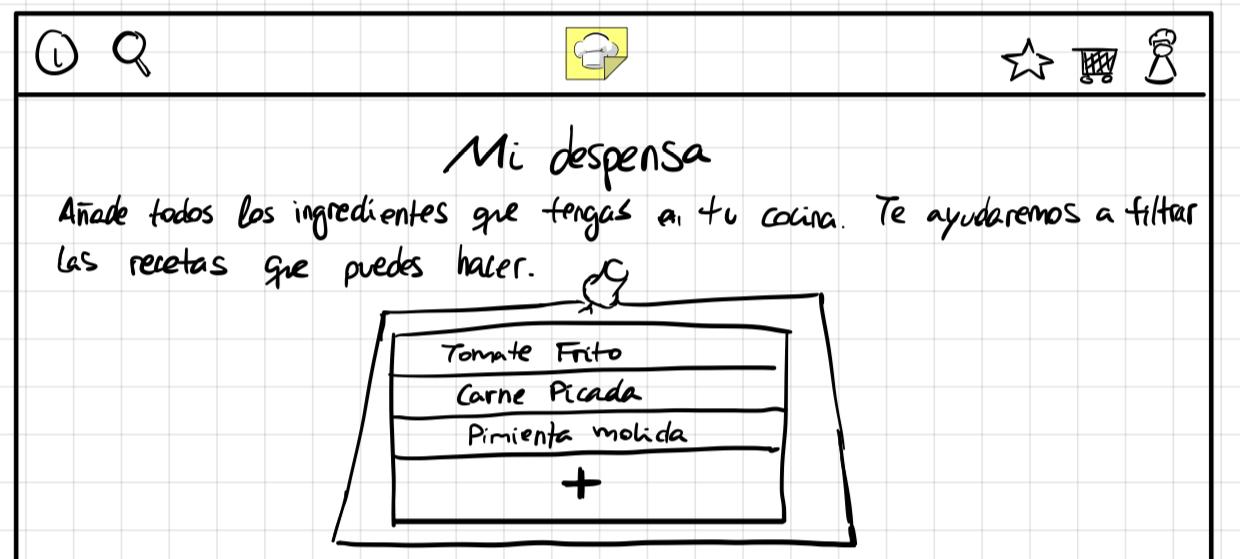 Mi despensa
Añade todos los ingredientes que tengas en tu cocina. Te ayudaremos a filtrar
las recetas que puedes hacer.
Tomate Frito
Carne Picada
Pimienta molida
+